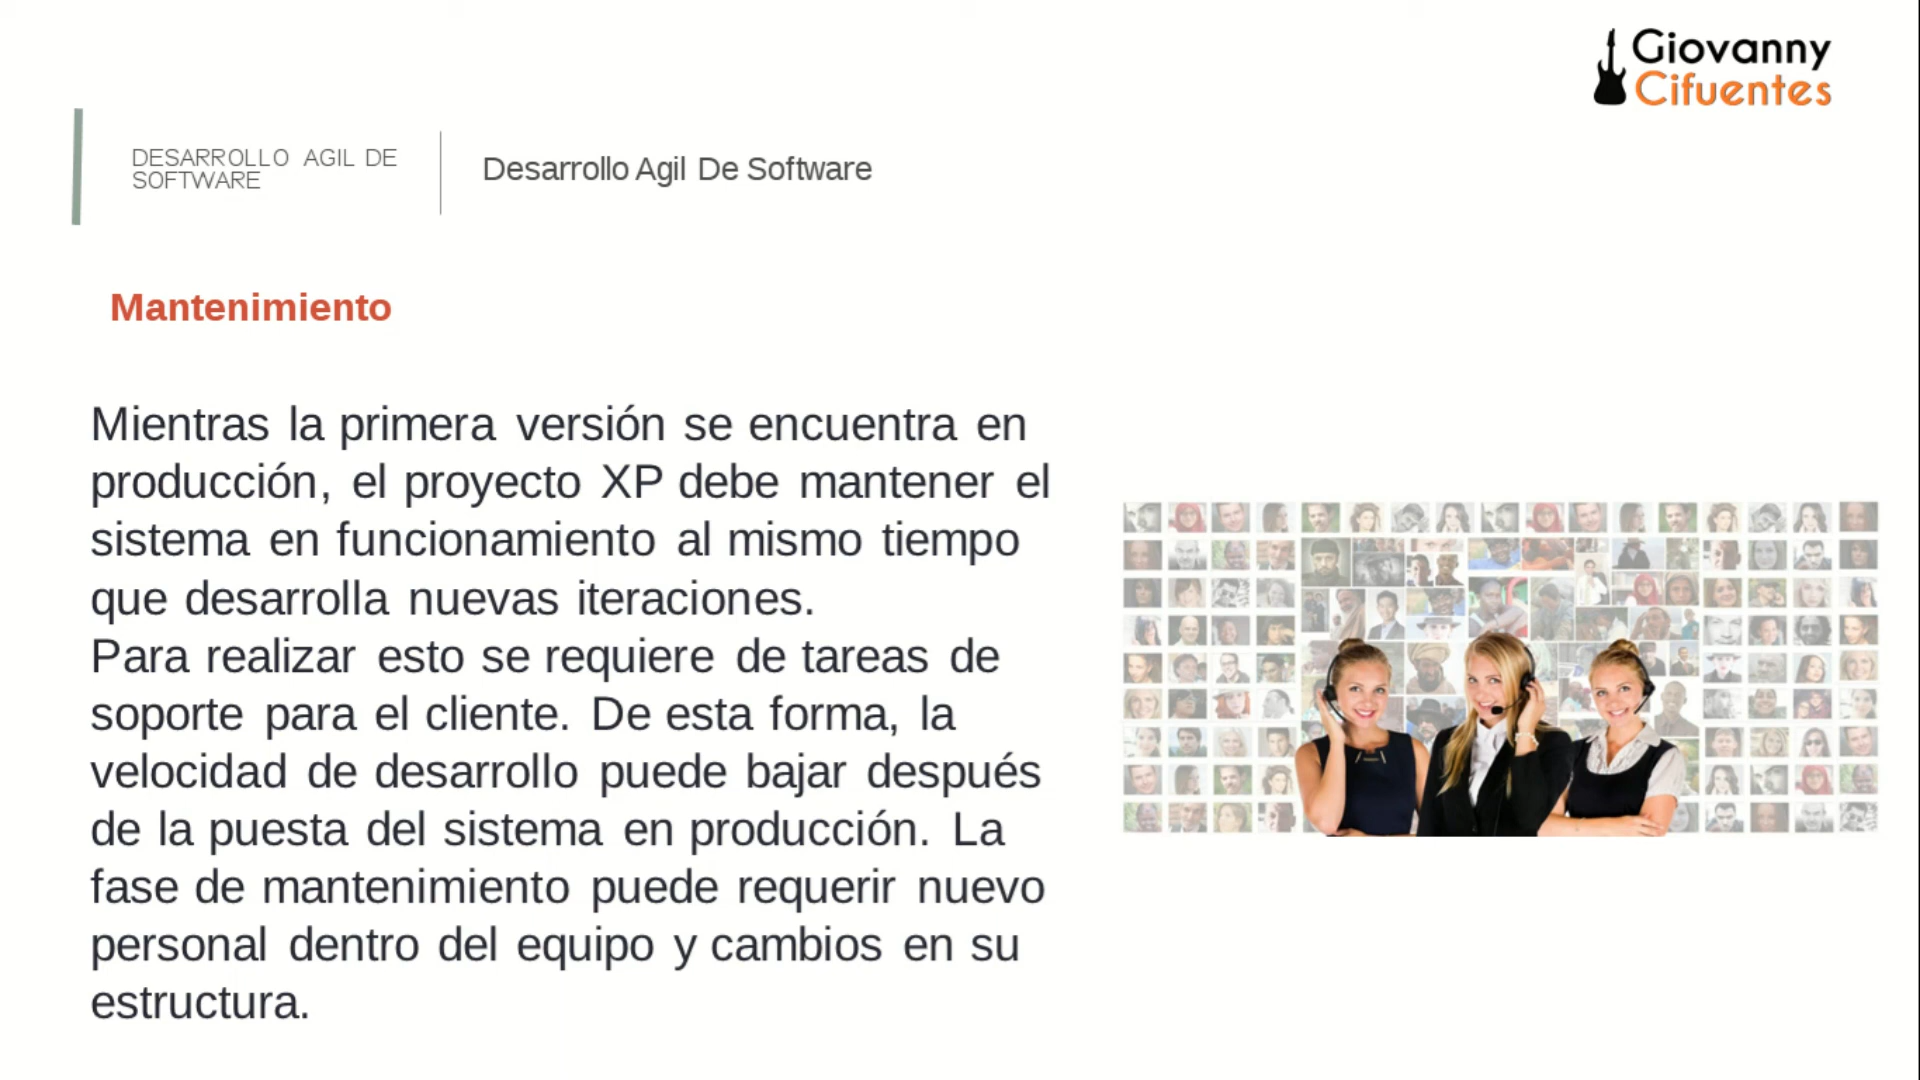 Giovanny
Cifuentes
DESARROLLO AGIL DE
SOFTWARE
Desarrollo Agil De Software
Mantenimiento
Mientras la primera versión se encuentra en
producción, el proyecto XP debe mantener el
sistema en funcionamiento al mismo tiempo
que desarrolla nuevas iteraciones.
Para realizar esto se requiere de tareas de
soporte para el cliente. De esta forma, la
velocidad de desarrollo puede bajar después
de la puesta del sistema en producción. La
fase de mantenimiento puede requerir nuevo
personal dentro del equipo y cambios en su
estructura.